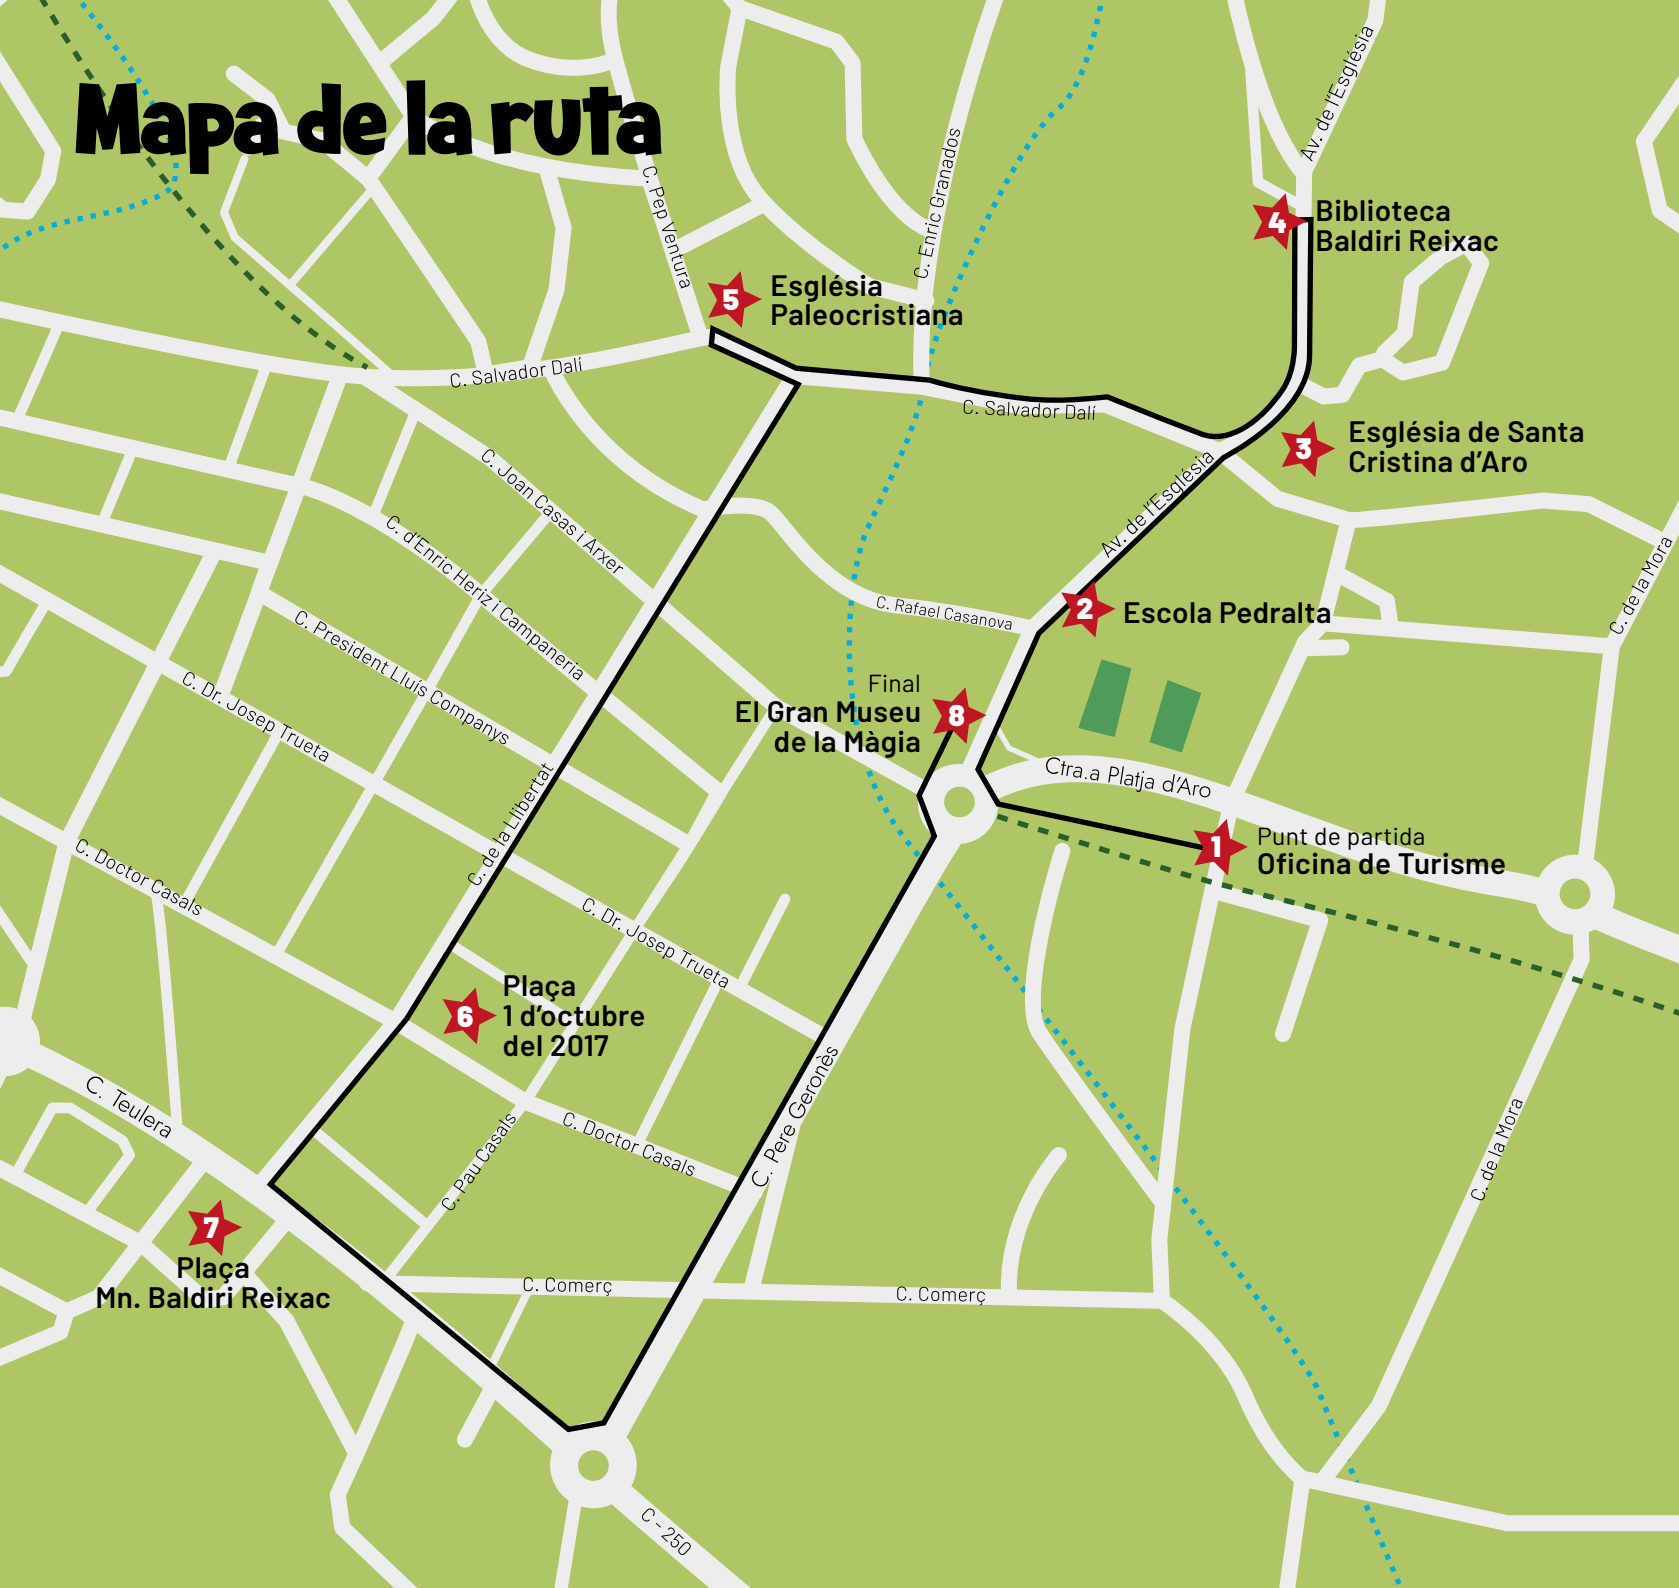 Mapa de la ruta
Av. de l'Església
C. Enric Granados
C. Pep Ventura
4
Biblioteca
Baldiri Reixac
5
Església
Paleocristiana
C. Salvador Dalí
C. Salvador Dalí
3
Església de Santa
Cristina d'Aro
C. Joan Casas i Arxer
Av. de l'Església
C. d'Enric Heriz i Campaneria
C. de la Mora
C. Rafael Casanova
2
Escola Pedralta
C. President Lluís Companys
C. Dr. Josep Trueta
Final
El Gran Museu
de la Màgia
8
Ctra.a Platja d'Aro
C. de la Llibertat
1
Punt de partida
Oficina de Turisme
C. Doctor Casals
C. Dr. Josep Trueta
6
Plaça
1 d'octubre
del 2017
C. Teulera
C. Pere Geronès
C. Doctor Casals
C. Pau Casals
C. de la Mora
7
Plaça
Mn. Baldiri Reixac
C. Comerç
C. Comerç
C - 250